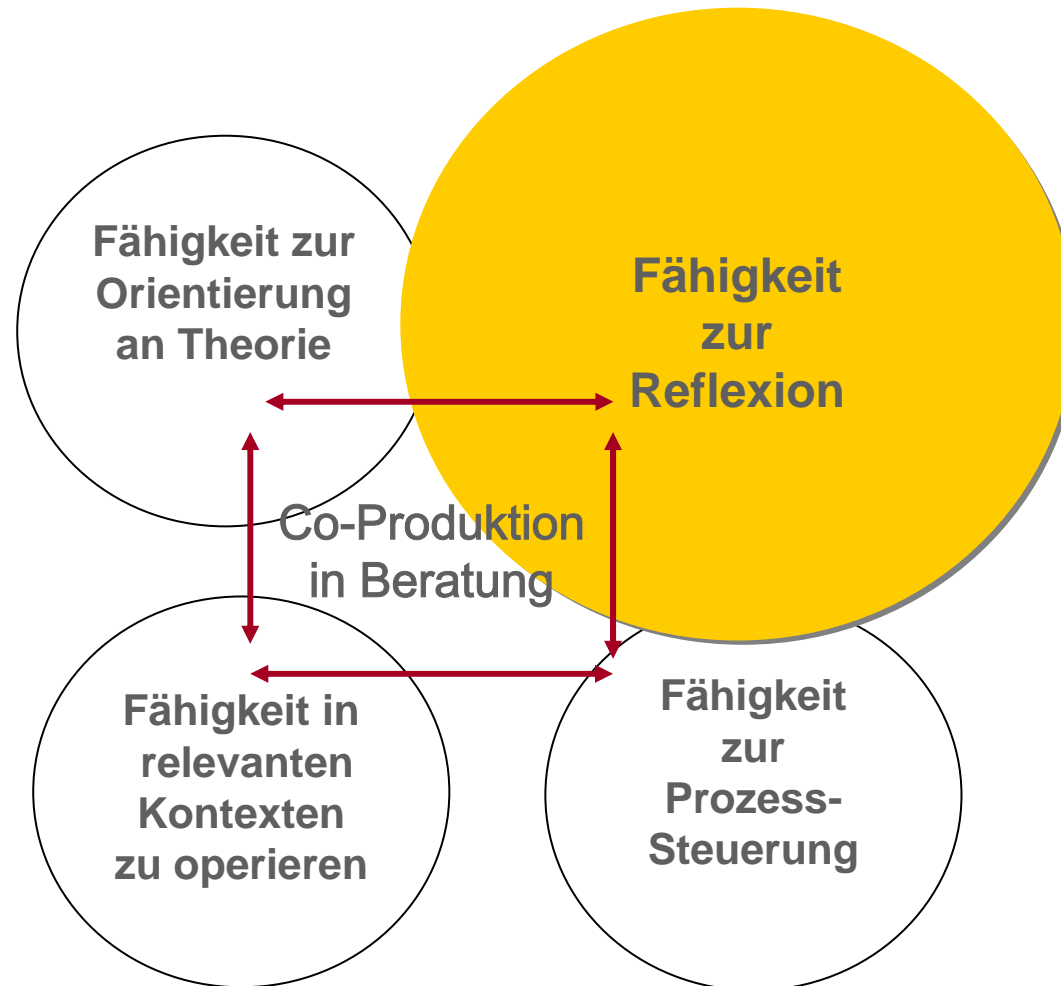 Fähigkeit zur
Orientierung
an Theorie
Fähigkeit
zur
Reflexion
Co-Produktion
in Beratung
Fähigkeit in
relevanten
Kontexten
zu operieren
Fähigkeit
zur
Prozess-
Steuerung